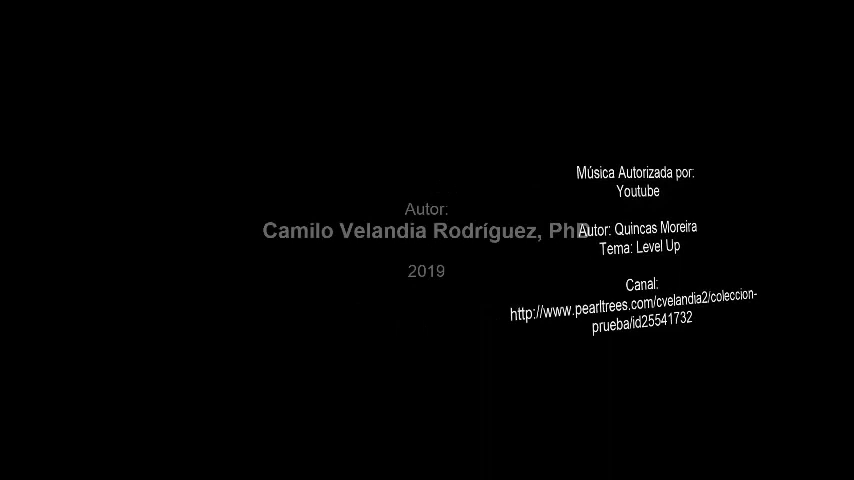 Autor:
Camilo Velandia Rodríguez, PhD
2019
Música Autorizada por:
Youtube
Autor: Quincas Moreira
Tema: Level Up
Canal:
http://www.pearltrees.com/cvelandia2/coleccion-
prueba/id25541732